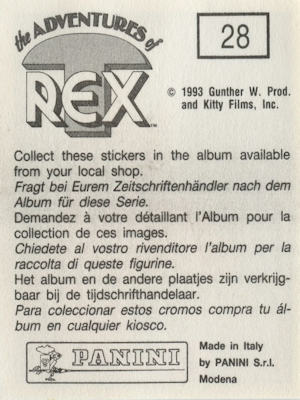 the ADVENTURES of
T REX™
28
© 1993 Gunther W. Prod.
and Kitty Films, Inc.
Collect these stickers in the album available
from your local shop.
Fragt bei Eurem Zeitschriftenhändler nach dem
Album für diese Serie.
Demandez à votre détaillant l'Album pour la
collection de ces images.
Chiedete al vostro rivenditore l'album per la
raccolta di queste figurine.
Het album en de andere plaatjes zijn verkrijg-
baar bij de tijdschrifthandelaar.
Para coleccionar estos cromos compra tu ál-
bum en cualquier kiosco.
PANINI
Made in Italy
by PANINI S.r.l.
Modena